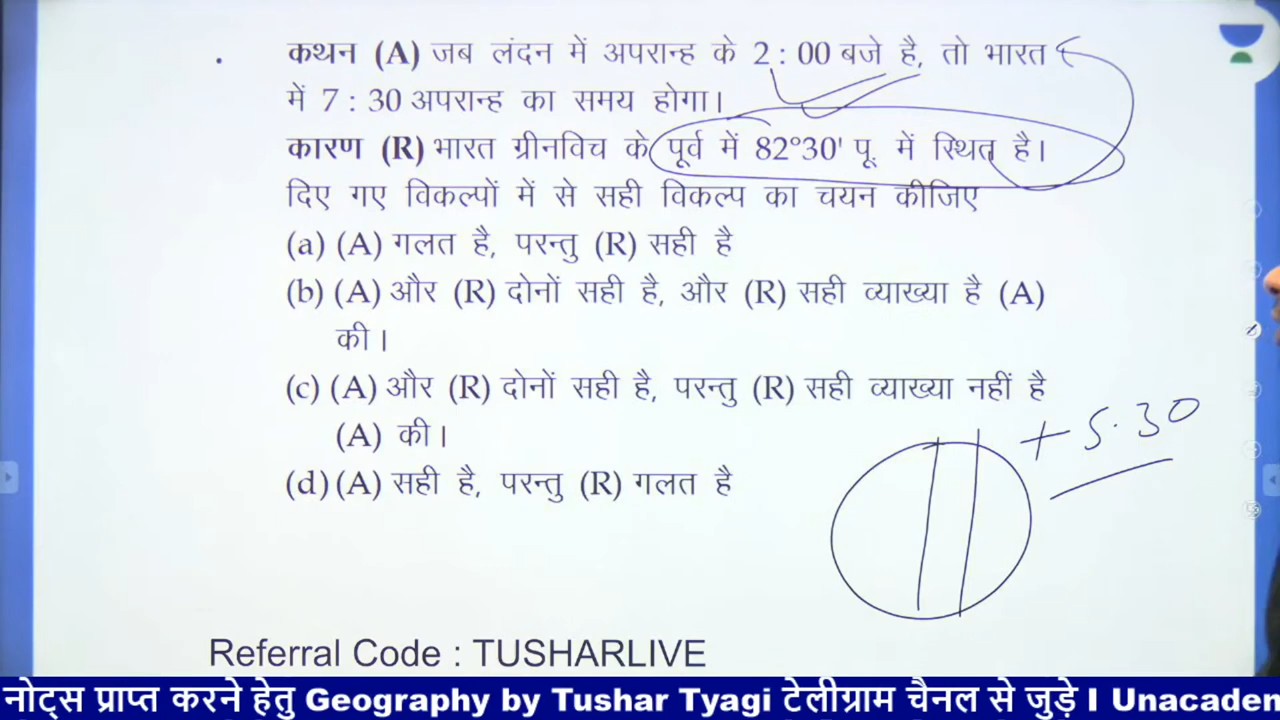 . कथन (A) जब लंदन में अपरान्ह के 2 : 00 बजे है, तो भारत
में 7 : 30 अपरान्ह का समय होगा।
कारण (R) भारत ग्रीनविच के पूर्व में 82°30' पू. में स्थित है।
दिए गए विकल्पों में से सही विकल्प का चयन कीजिए
(a) (A) गलत है, परन्तु (R) सही है
(b) (A) और (R) दोनों सही है, और (R) सही व्याख्या है (A)
की।
(c) (A) और (R) दोनों सही है, परन्तु (R) सही व्याख्या नहीं है
(A) की।
(d) (A) सही है, परन्तु (R) गलत है
+ 5.30
Referral Code : TUSHARLIVE
नोट्स प्राप्त करने हेतु Geography by Tushar Tyagi टेलीग्राम चैनल से जुड़े I Unacaden